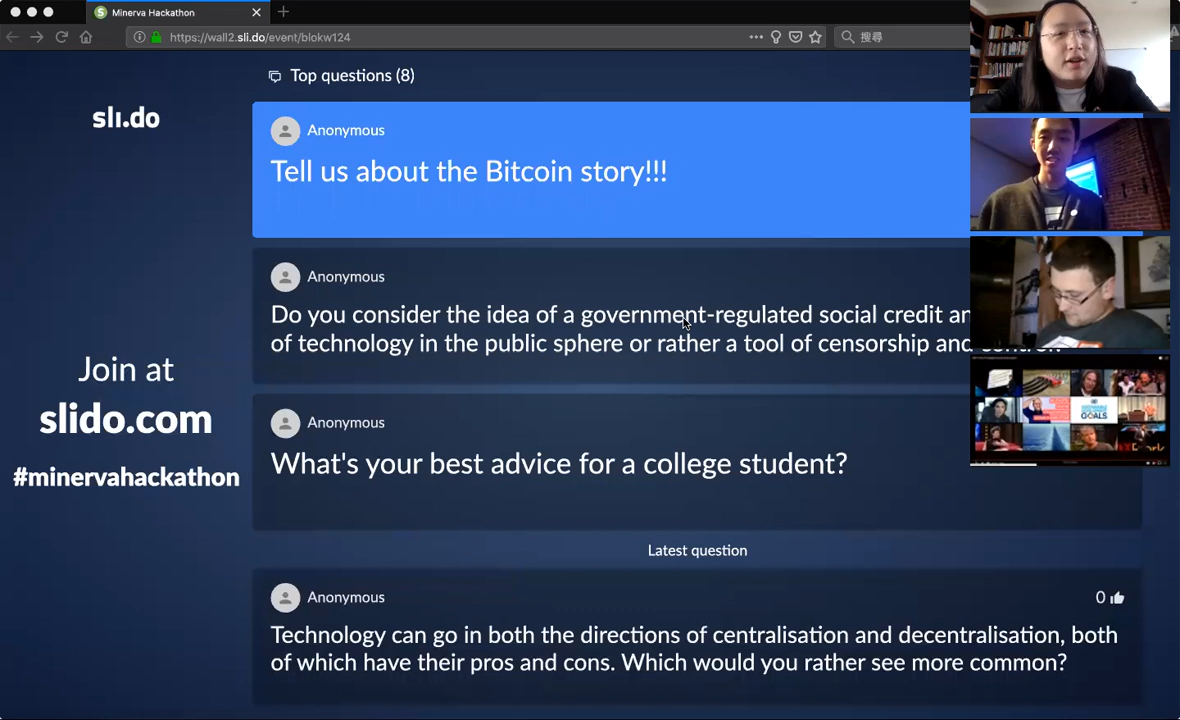 Minerva Hackathon
https://wall2.sli.do/event/blokw124
搜尋
Top questions (8)
sli.do
Anonymous
Tell us about the Bitcoin story!!!
Anonymous
Do you consider the idea of a government-regulated social credit
of technology in the public sphere or rather a tool of censorship and
Join at
slido.com
#minervahackathon
Anonymous
What's your best advice for a college student?
Latest question
Anonymous
0
Technology can go in both the directions of centralisation and decentralisation, both
of which have their pros and cons. Which would you rather see more common?
GOALS